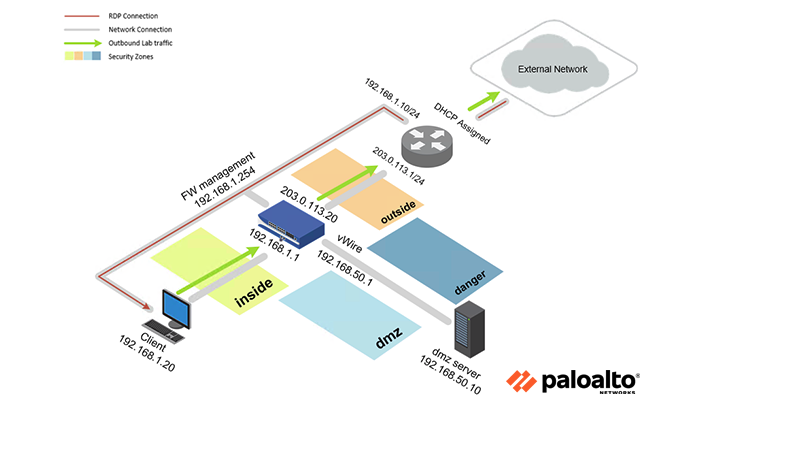 RDP Connection
Network Connection
Outbound Lab traffic
Security Zones
External Network
192.168.1.10/24
DHCP Assigned
203.0.113.1/24
FW management
192.168.1.254
203.0.113.20
outside
192.168.1.1
vWire
192.168.50.1
danger
inside
dmz
Client
192.168.1.20
dmz server
192.168.50.10
paloalto®
NETWORKS